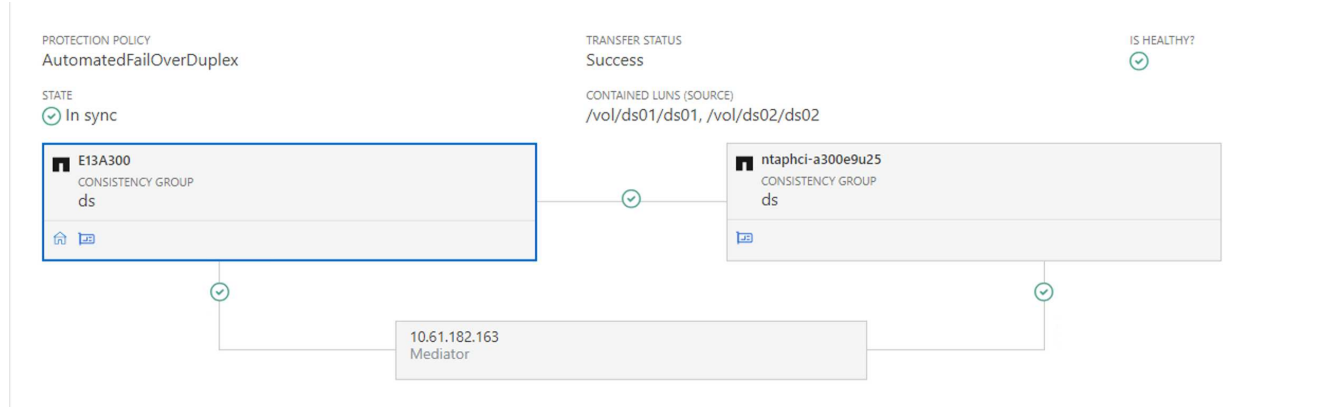 PROTECTION POLICY
AutomatedFailOverDuplex
TRANSFER STATUS
Success
IS HEALTHY?
STATE
In sync
CONTAINED LUNS (SOURCE)
/vol/ds01/ds01, /vol/ds02/ds02
E13A300
CONSISTENCY GROUP
ds
ntaphci-a300e9u25
CONSISTENCY GROUP
ds
10.61.182.163
Mediator